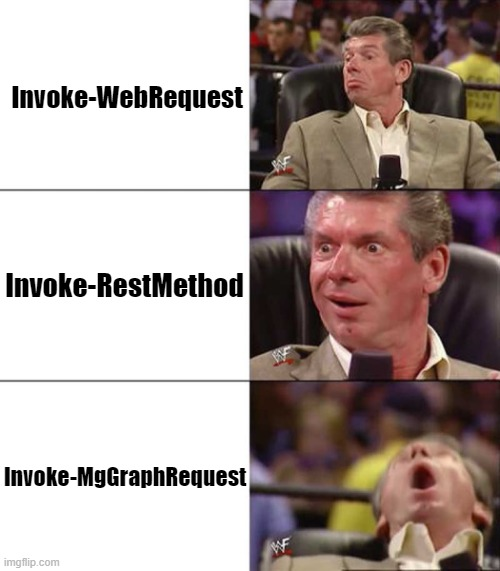 Invoke-WebRequest
Invoke-RestMethod
Invoke-MgGraphRequest
imgflip.com